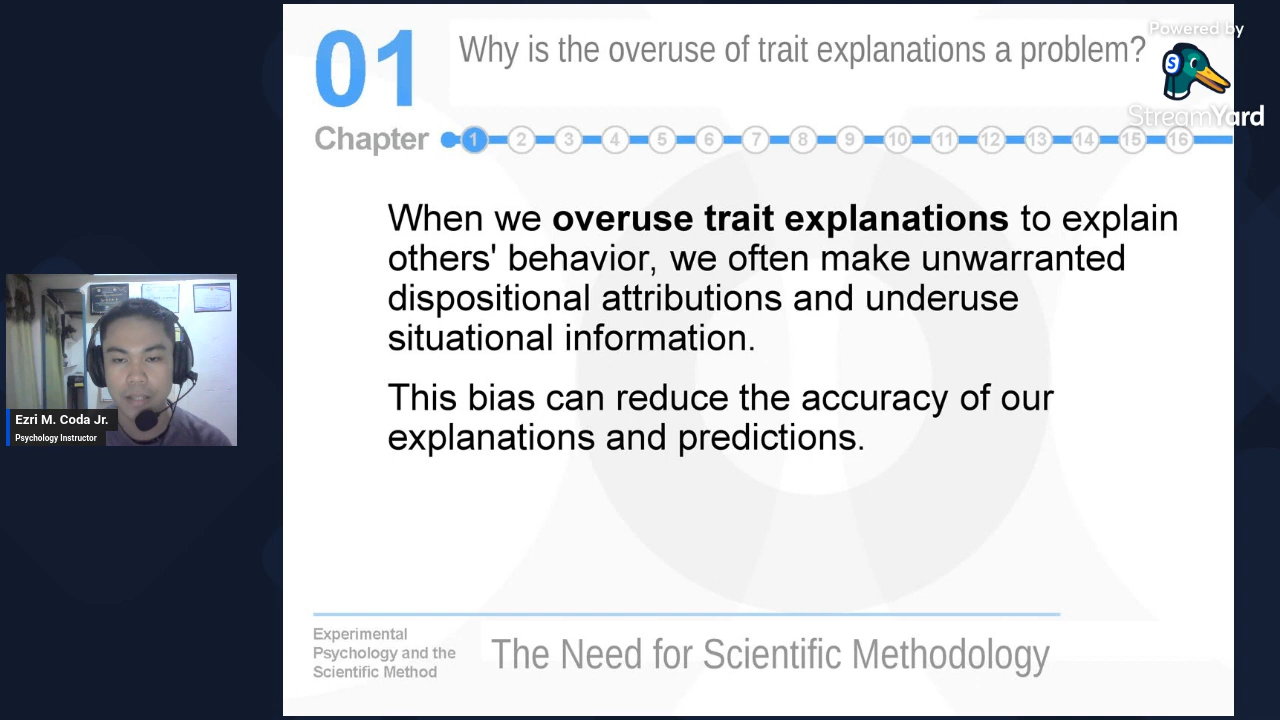 01
Why is the overuse of trait explanations a problem?
Powered by
StreamYard
S
Chapter
1 2 3 4 5 6 7 8 9 10 11 12 13 14 15 16
When we overuse trait explanations to explain
others' behavior, we often make unwarranted
dispositional attributions and underuse
situational information.
This bias can reduce the accuracy of our
explanations and predictions.
Ezri M. Coda Jr.
Psychology Instructor
Experimental
Psychology and the
Scientific Method
The Need for Scientific Methodology